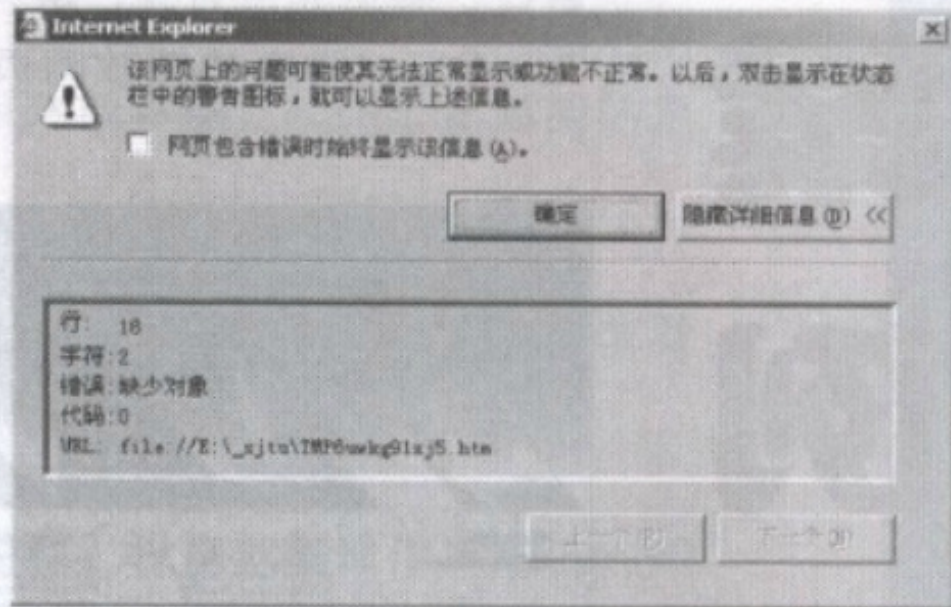 Internet Explorer
该网页上的问题可能使其无法正常显示或功能不正常。以后，双击显示在状态
栏中的警告图标，就可以显示上述信息。
网页包含错误时始终显示该信息(A)。
确定
隐藏详细信息(D) <<
行: 16
字符:2
错误:缺少对象
代码:0
URL: file://E:\_xjtu\
上一个(P)
下一个(N)